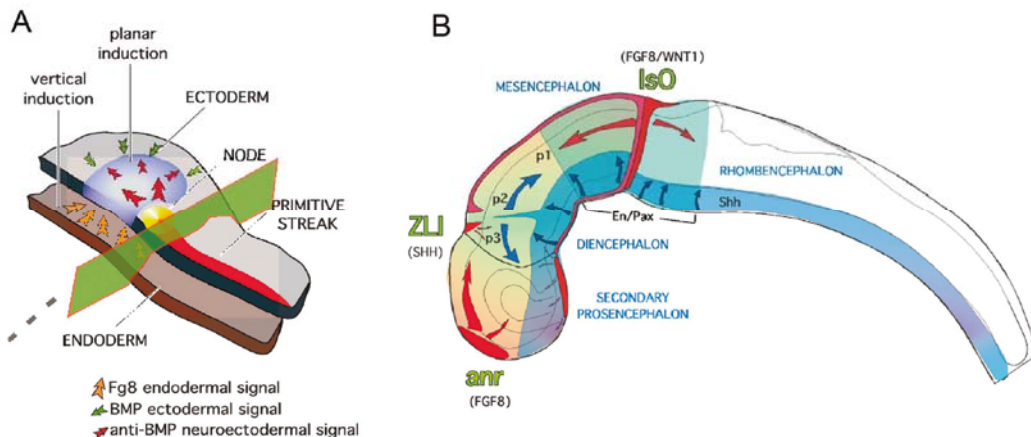 A
planar
induction
vertical
induction
ECTODERM
NODE
PRIMITIVE
STREAK
ENDODERM
Fg8 endodermal signal
BMP ectodermal signal
anti-BMP neuroectodermal signal
B
(FGF8/WNT1)
IsO
MESENCEPHALON
p1
RHOMBENCEPHALON
p2
Shh
En/Pax
ZLI
(SHH)
p3
DIENCEPHALON
SECONDARY
PROSENCEPHALON
anr
(FGF8)